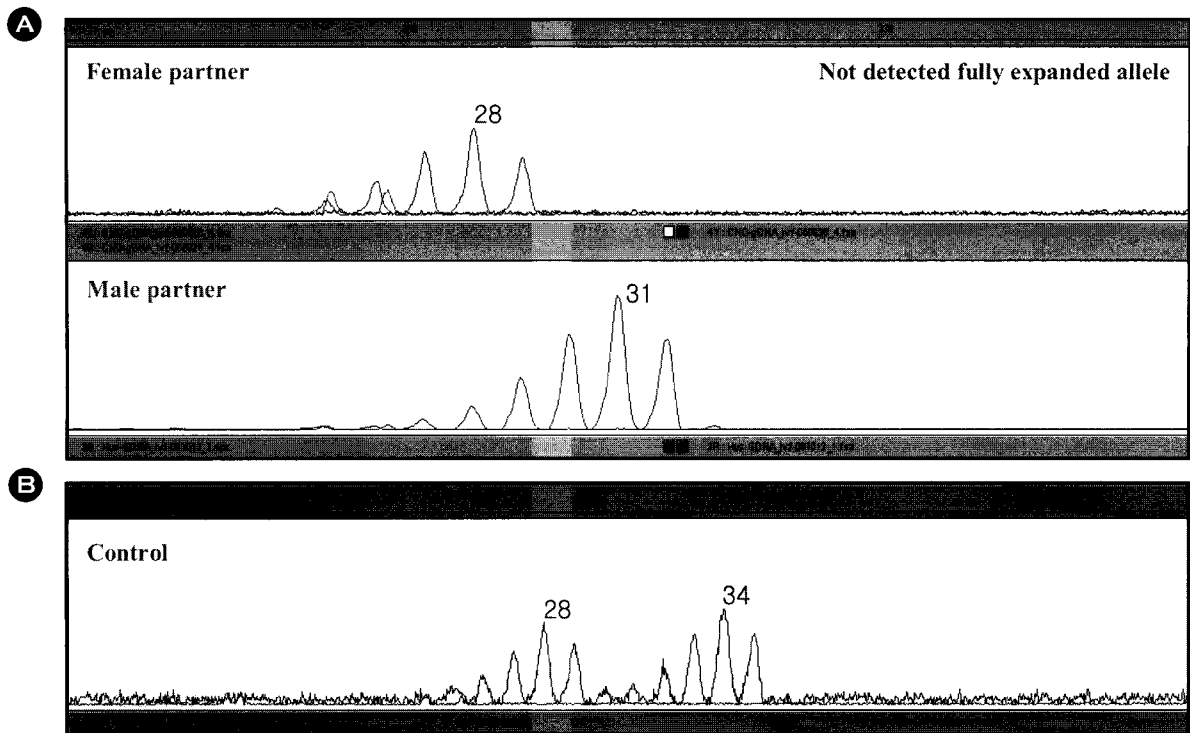 A
Female partner
Not detected fully expanded allele
28
Male partner
31
B
Control
28
34